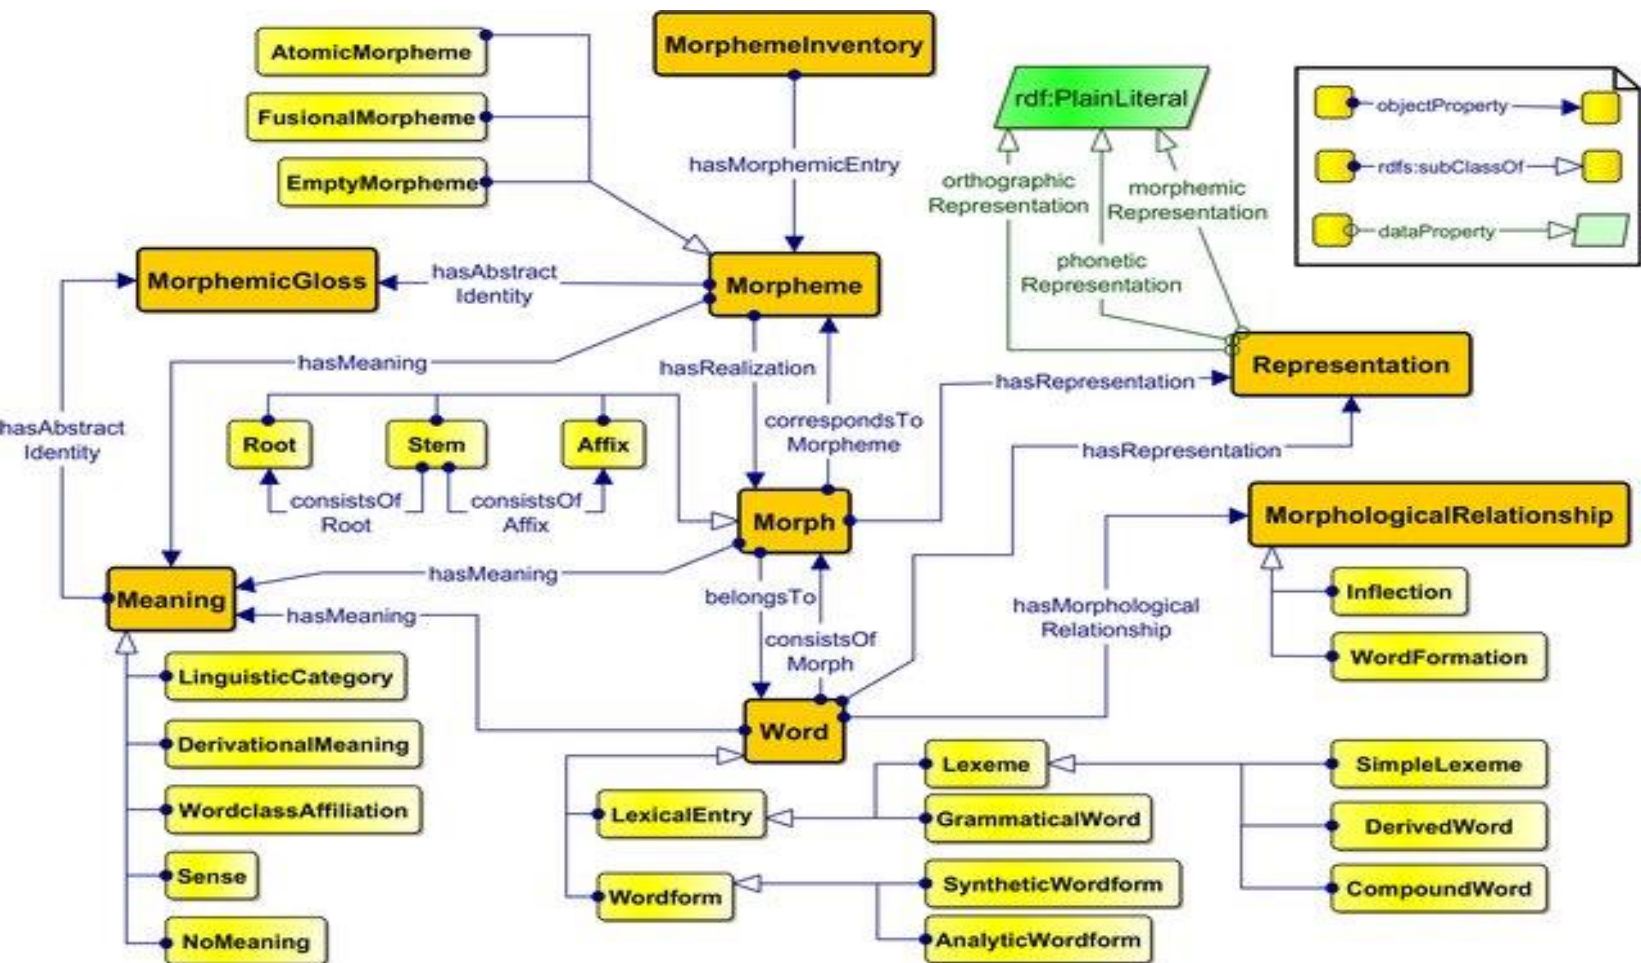 AtomicMorpheme
FusionalMorpheme
EmptyMorpheme
MorphemeInventory
hasMorphemicEntry
rdf:PlainLiteral
orthographic
Representation
morphemic
Representation
phonetic
Representation
objectProperty
rdfs:subClassOf
dataProperty
MorphemicGloss
hasAbstract
Identity
Morpheme
hasMeaning
hasRealization
correspondsTo
Morpheme
hasRepresentation
Representation
hasAbstract
Identity
Root
Stem
Affix
consistsOf
Root
consistsOf
Affix
Morph
hasRepresentation
MorphologicalRelationship
Inflection
WordFormation
hasMeaning
Meaning
hasMeaning
belongsTo
consistsOf
Morph
hasMorphological
Relationship
LinguisticCategory
DerivationalMeaning
WordclassAffiliation
Sense
NoMeaning
Word
LexicalEntry
Wordform
Lexeme
GrammaticalWord
SyntheticWordform
AnalyticWordform
SimpleLexeme
DerivedWord
CompoundWord